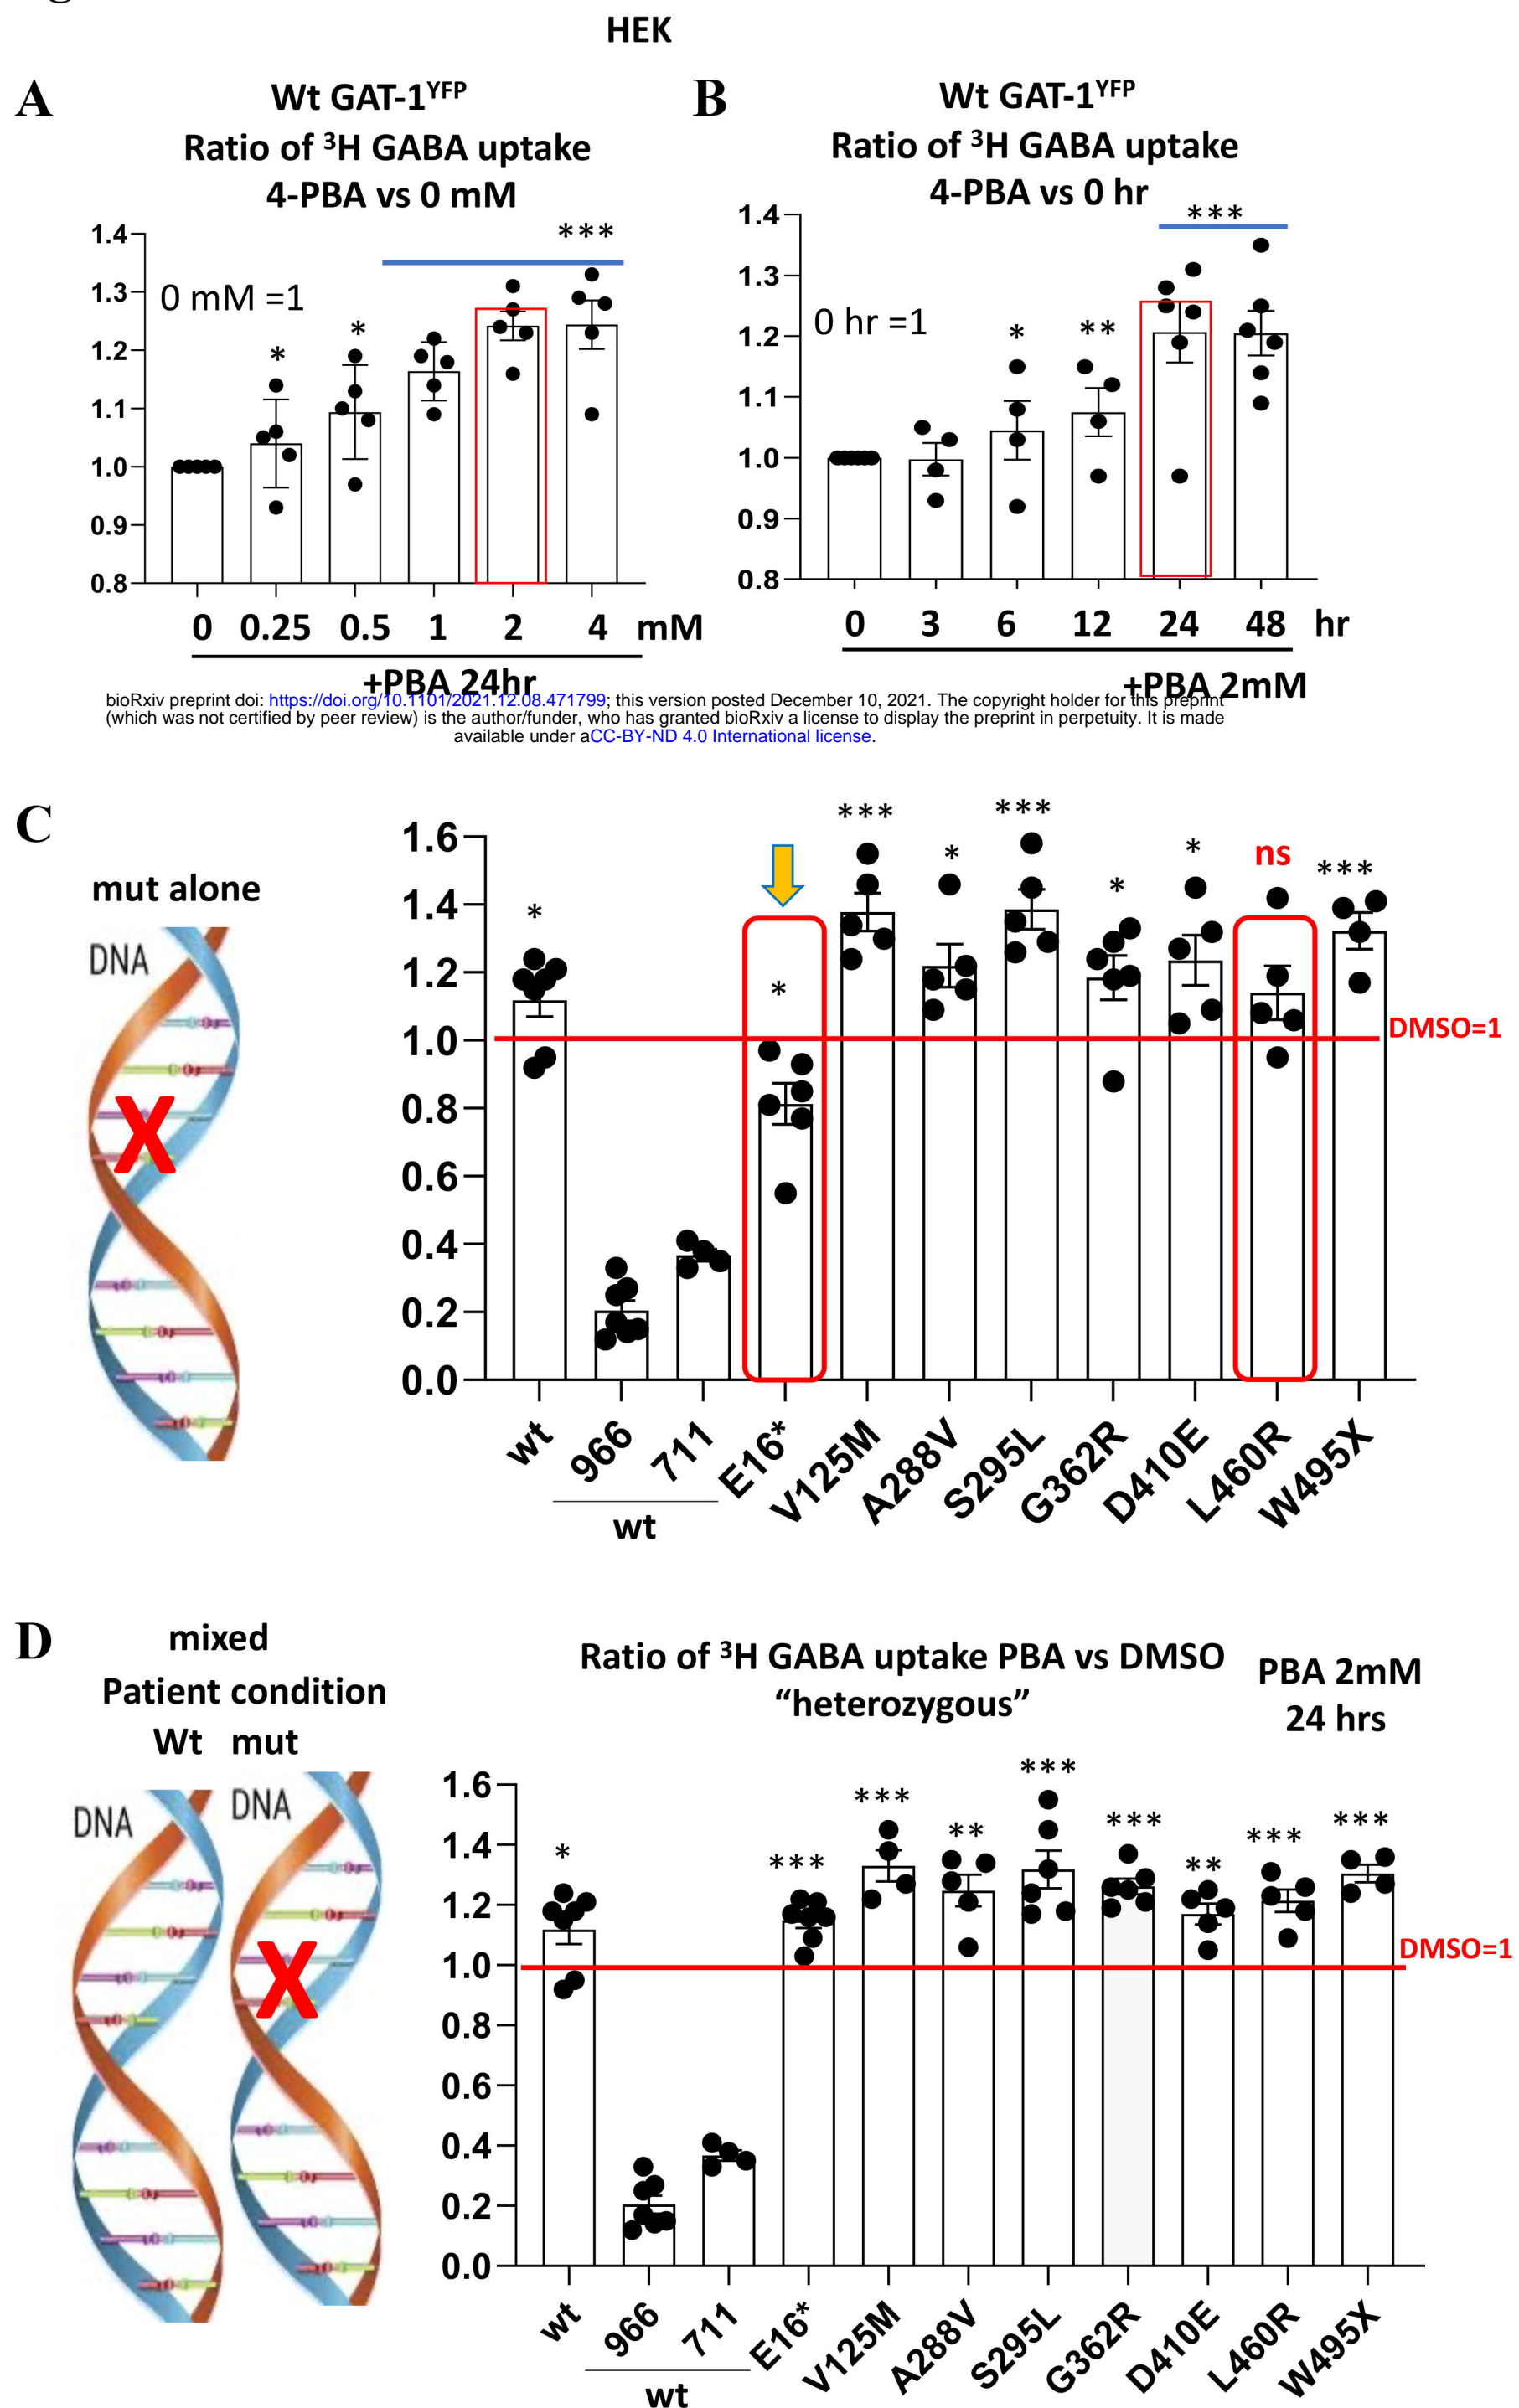 HEK
A
Wt GAT-1YFP
Ratio of 3H GABA uptake
4-PBA vs 0 mM
1.4
1.3
1.2
1.1
1.0
0.9
0.8
0 mM =1
*
*
***
0 0.25 0.5 1 2 4 mM
+PBA 24hr
B
Wt GAT-1YFP
Ratio of 3H GABA uptake
4-PBA vs 0 hr
1.4
1.3
1.2
1.1
1.0
0.9
0.8
0 hr =1
*
**
***
0 3 6 12 24 48 hr
+PBA 2mM
bioRxiv preprint doi: https://doi.org/10.1101/2021.12.08.471799; this version posted December 10, 2021. The copyright holder for this preprint
(which was not certified by peer review) is the author/funder, who has granted bioRxiv a license to display the preprint in perpetuity. It is made
available under aCC-BY-ND 4.0 International license.
C
mut alone
DNA
X
1.6
1.4
1.2
1.0
0.8
0.6
0.4
0.2
0.0
* * *** * *** * * ns ***
DMSO=1
wt 966 711 E16* V125M A288V S295L G362R D410E L460R W495X
wt
D
mixed
Patient condition
Wt mut
DNA
DNA
X
Ratio of 3H GABA uptake PBA vs DMSO
“heterozygous”
PBA 2mM
24 hrs
1.6
1.4
1.2
1.0
0.8
0.6
0.4
0.2
0.0
* *** *** ** *** *** ** *** ***
DMSO=1
wt 966 711 E16* V125M A288V S295L G362R D410E L460R W495X
wt